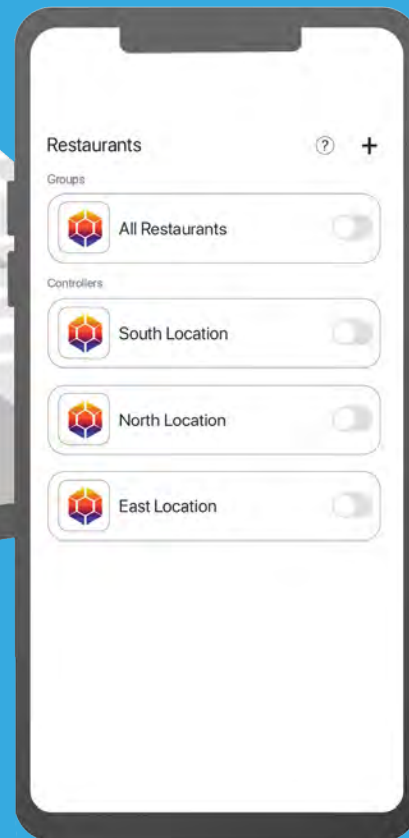 Restaurants ? +
Groups
All Restaurants
Controllers
South Location
North Location
East Location